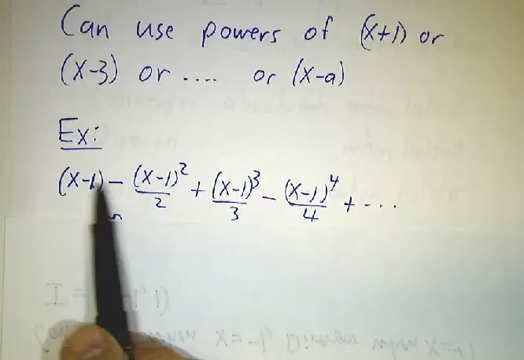 Can use powers of (x+1) or
(x-3) or .... or (x-a)
Ex:
(x-1) - (x-1)^2/2 + (x-1)^3/3 - (x-1)^4/4 + ...